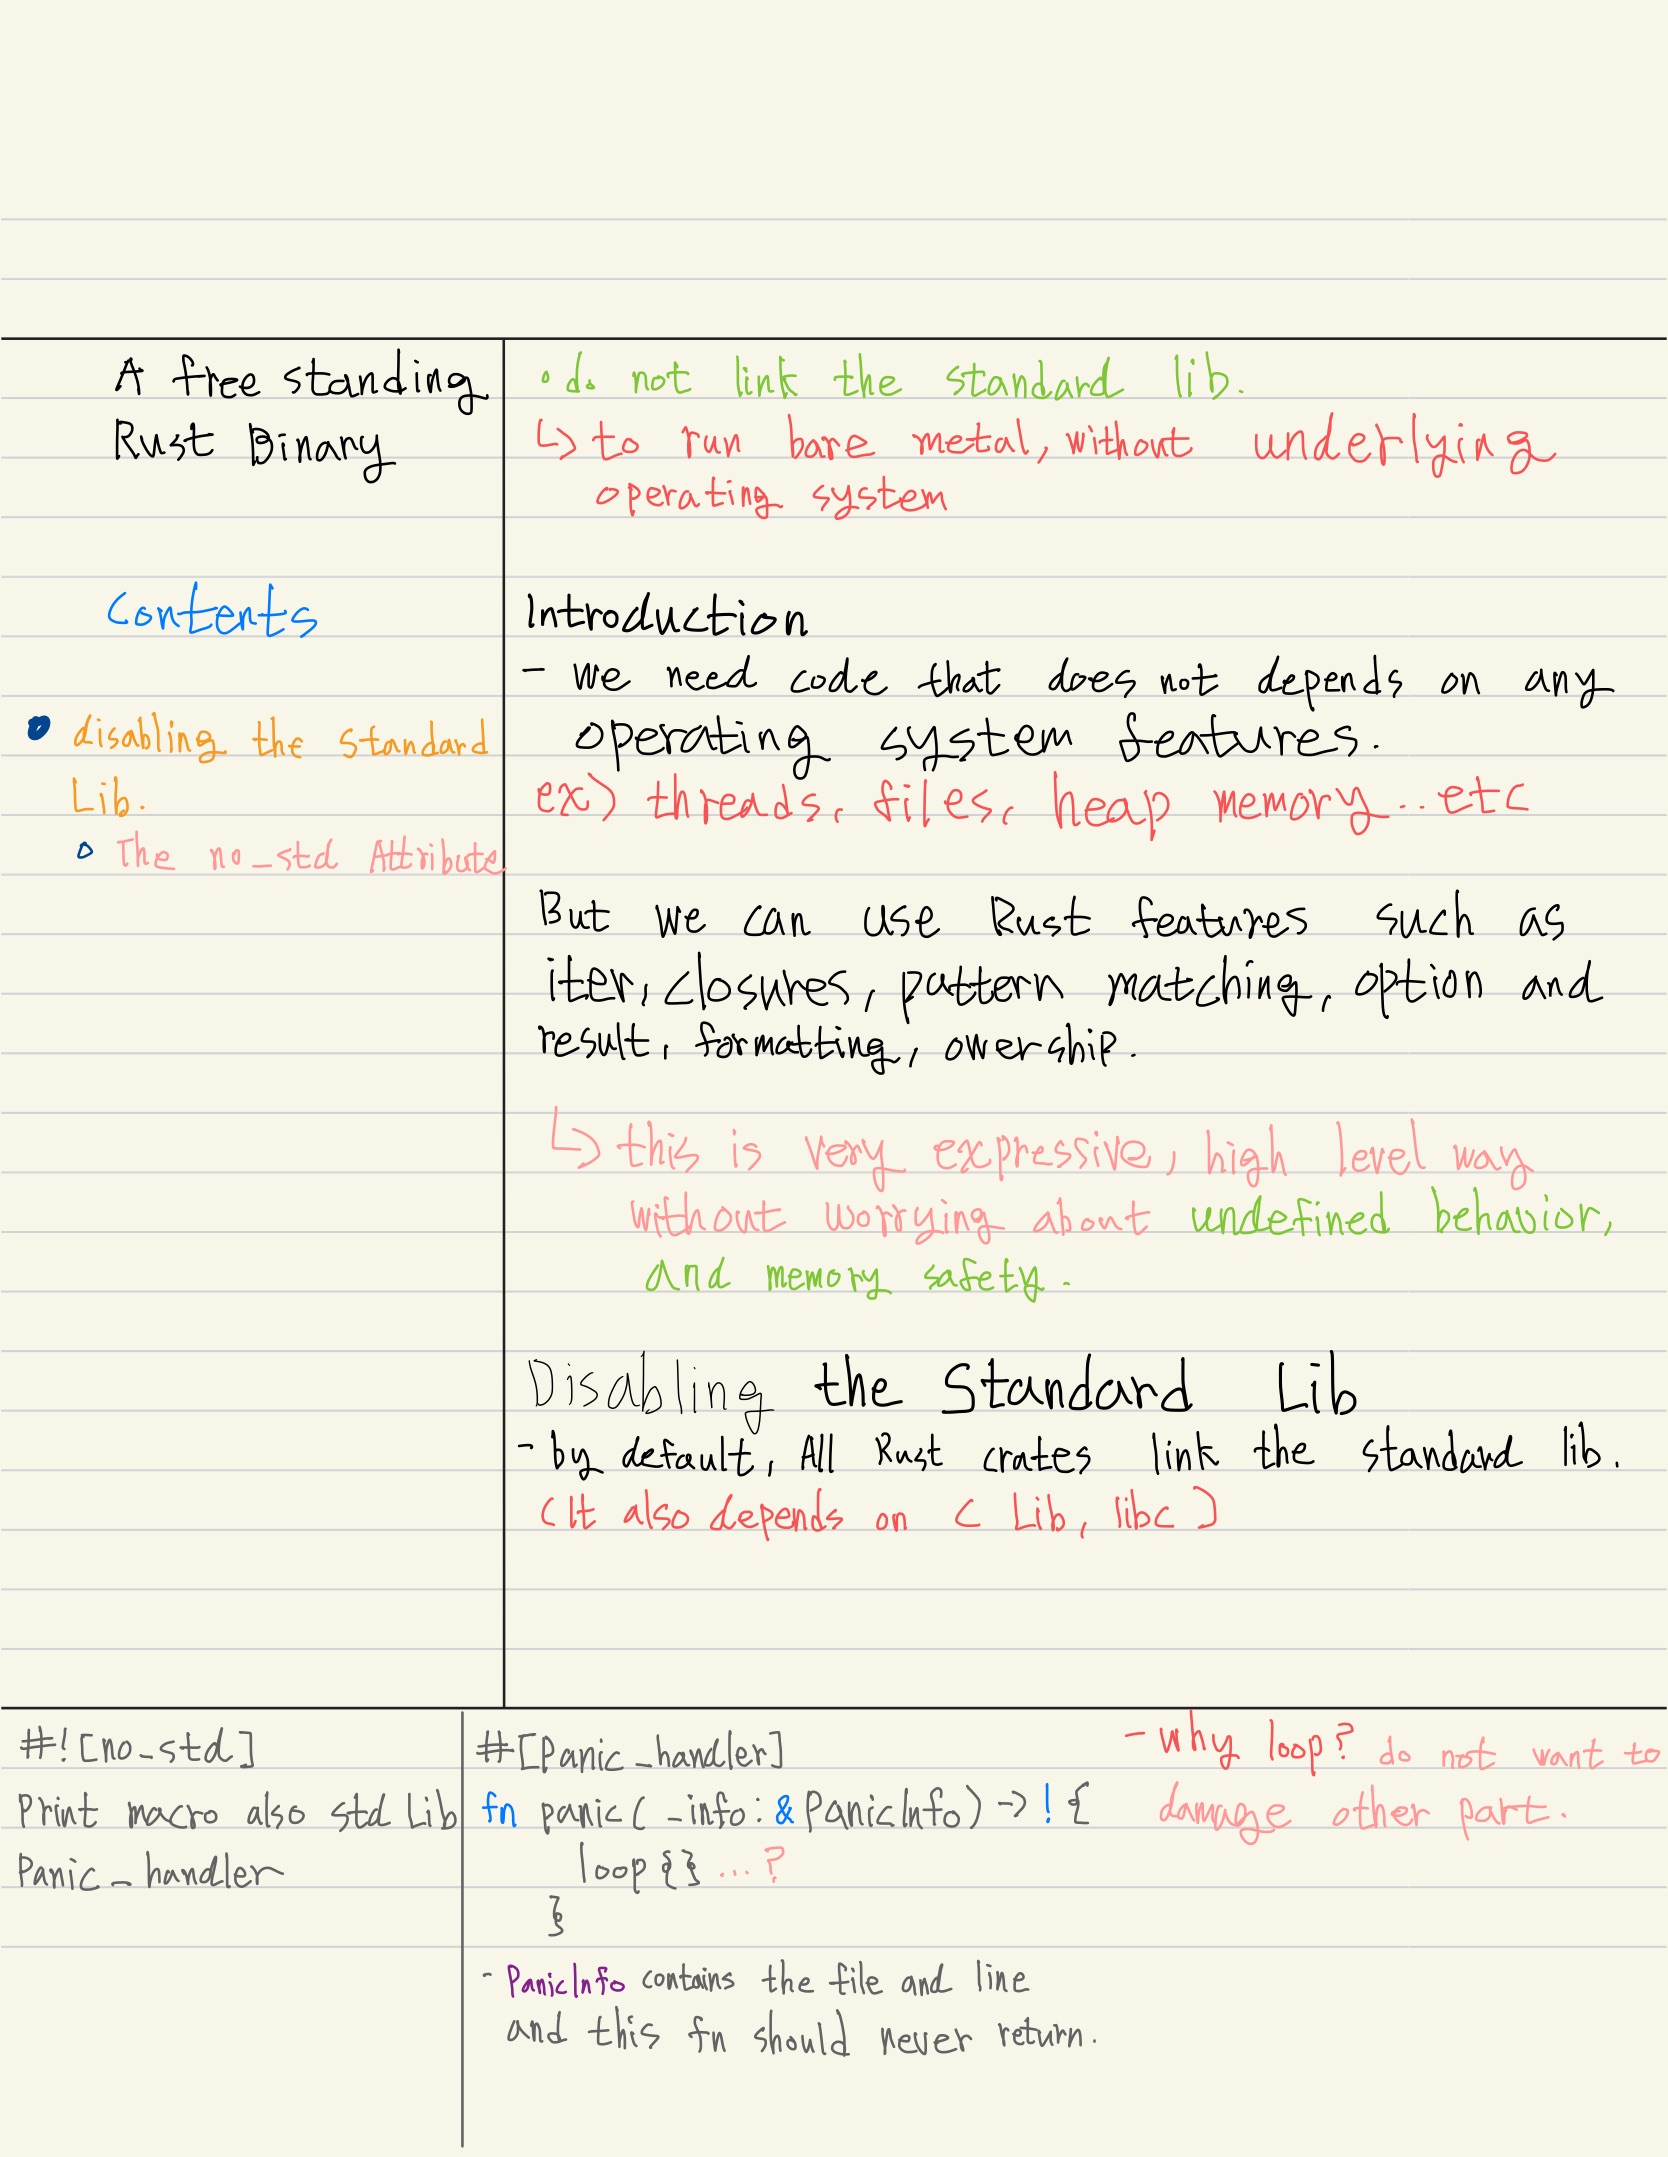 A free standing
Rust Binary
• do not link the standard lib.
↳ to run bare metal, without underlying
operating system
Contents
• disabling the standard
Lib.
◦ The no_std Attribute
Introduction
- we need code that does not depends on any
operating system features.
ex) threads, files, heap memory... etc
But we can use Rust features such as
iter, closures, pattern matching, option and
result, formatting, owership.
↳ this is very expressive, high level way
without worrying about undefined behavior,
and memory safety.
Disabling the Standard Lib
- by default, All Rust crates link the standard lib.
(It also depends on C Lib, libc)
#![no_std]
Print macro also std Lib
Panic_handler
#[Panic_handler]
fn panic(_info: &PanicInfo) -> ! {
loop{} ...?
}
- PanicInfo contains the file and line
and this fn should never return.
- why loop? do not want to
damage other part.